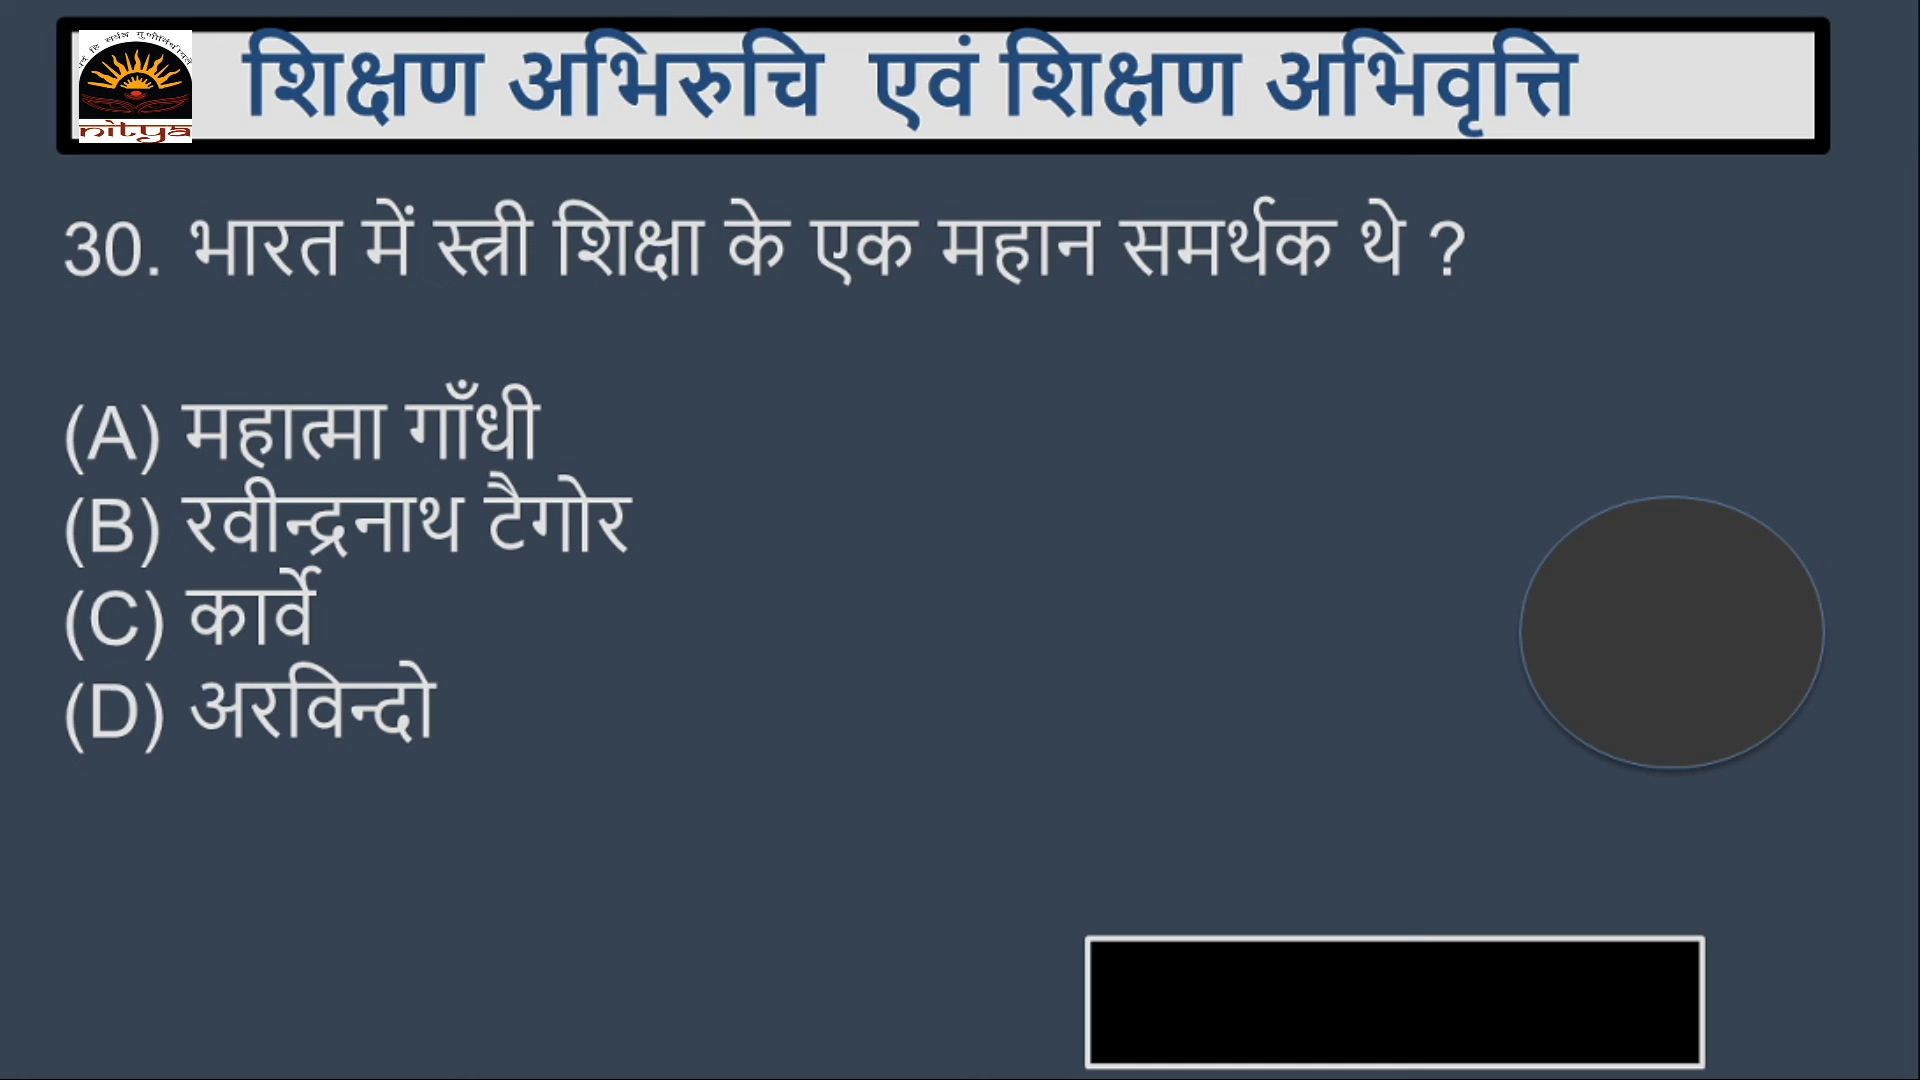 शिक्षण अभिरुचि एवं शिक्षण अभिवृत्ति
nitya
30. भारत में स्त्री शिक्षा के एक महान समर्थक थे ?
(A) महात्मा गाँधी
(B) रवीन्द्रनाथ टैगोर
(C) कार्वे
(D) अरविन्दो